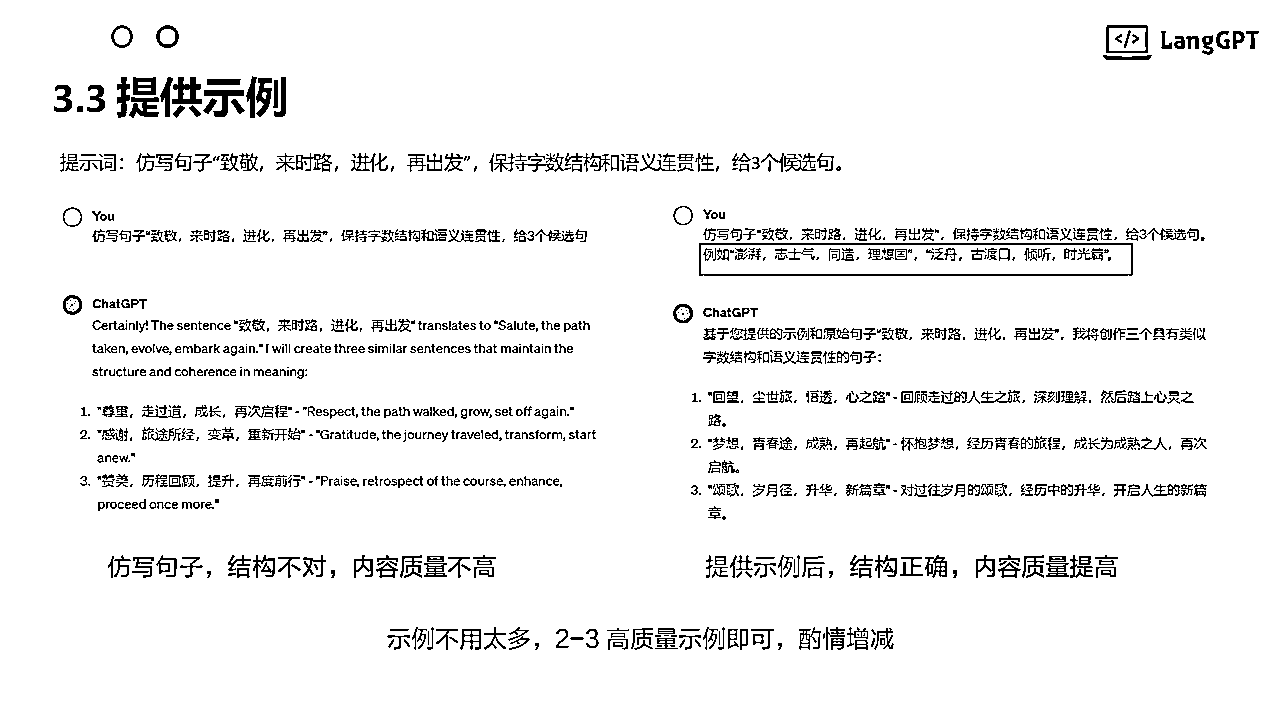 </> LangGPT
3.3 提供示例
提示词：仿写句子“致敬，来时路，进化，再出发”，保持字数结构和语义连贯性，给3个候选句。
You
仿写句子“致敬，来时路，进化，再出发”，保持字数结构和语义连贯性，给3个候选句
ChatGPT
Certainly! The sentence "致敬，来时路，进化，再出发" translates to "Salute, the path
taken, evolve, embark again." I will create three similar sentences that maintain the
structure and coherence in meaning:
1. "尊重，走过道，成长，再次启程" - "Respect, the path walked, grow, set off again."
2. "感谢，旅途所经，变革，重新开始" - "Gratitude, the journey traveled, transform, start
anew."
3. "赞美，历程回顾，提升，再度前行" - "Praise, retrospect of the course, enhance,
proceed once more."
仿写句子，结构不对，内容质量不高
You
仿写句子“致敬，来时路，进化，再出发”，保持字数结构和语义连贯性，给3个候选句。
例如“澎湃，志士气，同道，理想国”，“泛舟，古渡口，倾听，时光篇”。
ChatGPT
基于您提供的示例和原始句子“致敬，来时路，进化，再出发”，我将创作三个具有类似
字数结构和语义连贯性的句子：
1. "回望，尘世旅，悟透，心之路" - 回顾走过的人生之旅，深刻理解，然后踏上心灵之
路。
2. "梦想，青春途，成熟，再起航" - 怀抱梦想，经历青春的旅程，成长为成熟之人，再次
启航。
3. "颂歌，岁月径，升华，新篇章" - 对过往岁月的颂歌，经历中的升华，开启人生的新篇
章。
提供示例后，结构正确，内容质量提高
示例不用太多，2-3 高质量示例即可，酌情增减